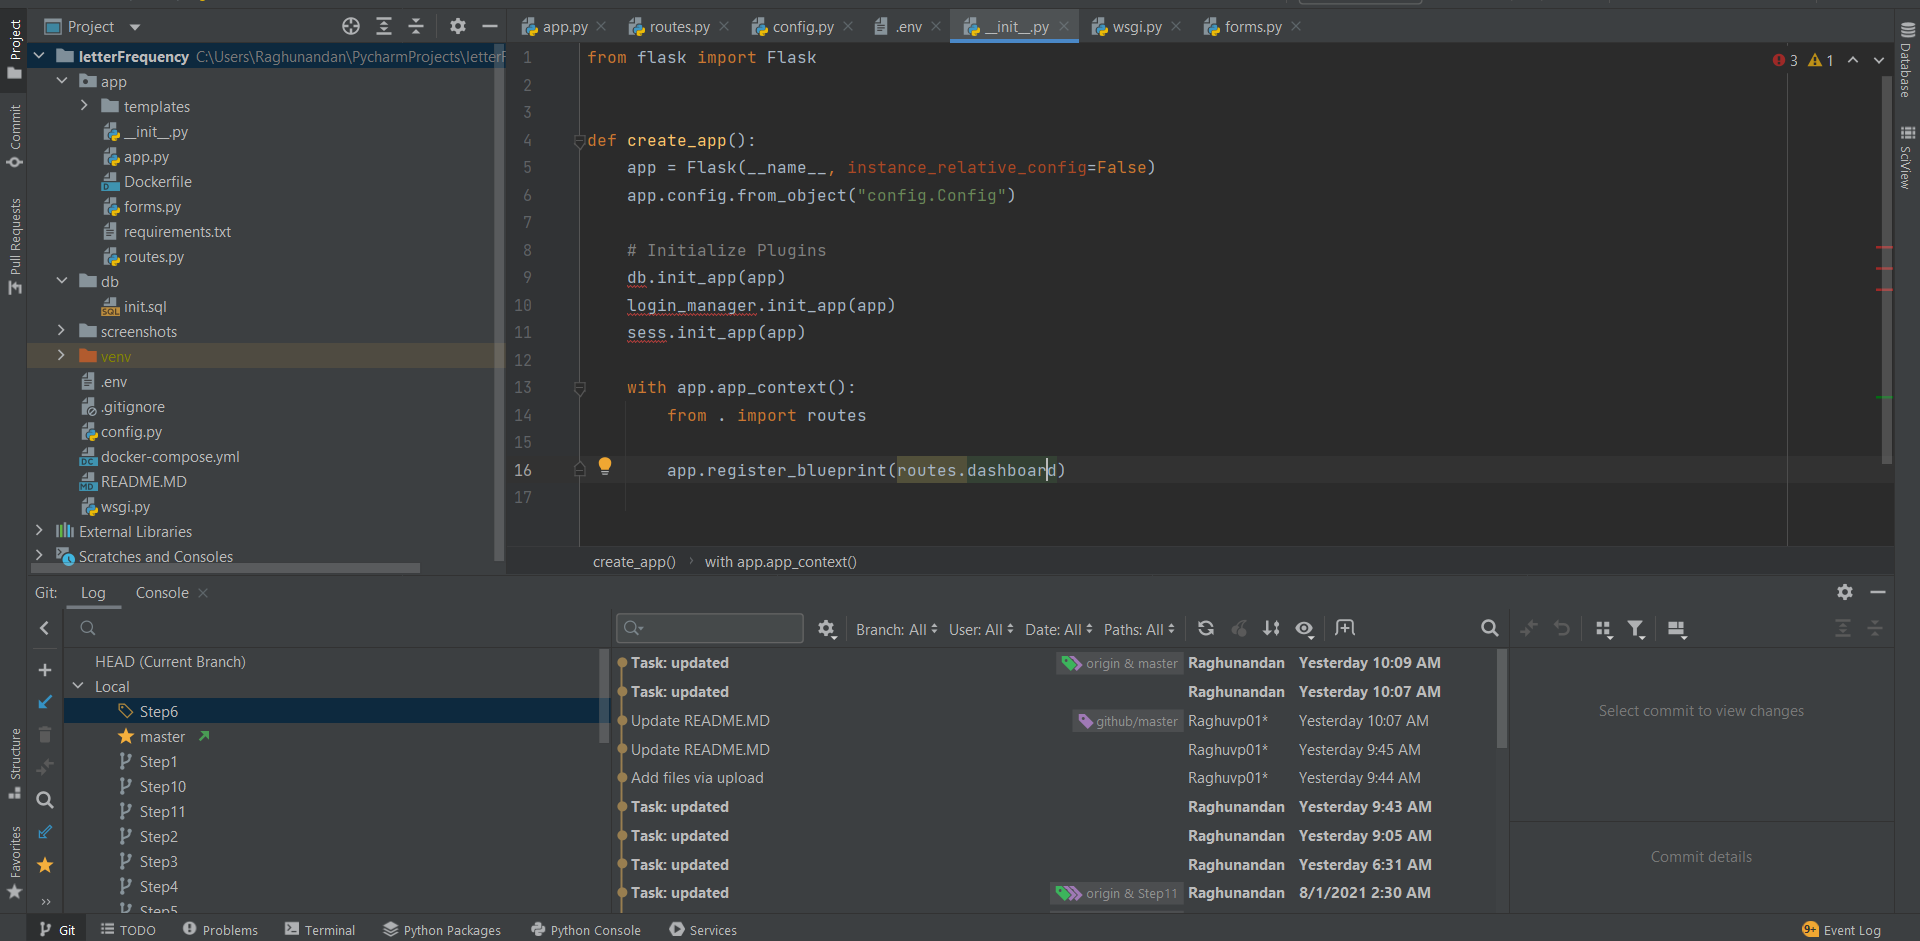 Project
app.py
routes.py
config.py
.env
__init__.py
wsgi.py
forms.py
Project
Commit
Pull Requests
Structure
Favorites
Database
SciView
letterFrequency C:\Users\Raghunandan\PycharmProjects\letterF
app
templates
__init__.py
app.py
Dockerfile
forms.py
requirements.txt
routes.py
db
init.sql
screenshots
venv
.env
.gitignore
config.py
docker-compose.yml
README.MD
wsgi.py
External Libraries
Scratches and Consoles
3 1
1 from flask import Flask
2
3
4 def create_app():
5 app = Flask(__name__, instance_relative_config=False)
6 app.config.from_object("config.Config")
7
8 # Initialize Plugins
9 db.init_app(app)
10 login_manager.init_app(app)
11 sess.init_app(app)
12
13 with app.app_context():
14 from . import routes
15
16 app.register_blueprint(routes.dashboard)
17
create_app() › with app.app_context()
Git: Log Console
HEAD (Current Branch)
Local
Step6
master
Step1
Step10
Step11
Step2
Step3
Step4
Step5
Branch: All User: All Date: All Paths: All
Task: updated origin & master Raghunandan Yesterday 10:09 AM
Task: updated Raghunandan Yesterday 10:07 AM
Update README.MD github/master Raghuvp01* Yesterday 10:07 AM
Update README.MD Raghuvp01* Yesterday 9:45 AM
Add files via upload Raghuvp01* Yesterday 9:44 AM
Task: updated Raghunandan Yesterday 9:43 AM
Task: updated Raghunandan Yesterday 9:05 AM
Task: updated Raghunandan Yesterday 6:31 AM
Task: updated origin & Step11 Raghunandan 8/1/2021 2:30 AM
Select commit to view changes
Commit details
Git TODO Problems Terminal Python Packages Python Console Services
9+ Event Log